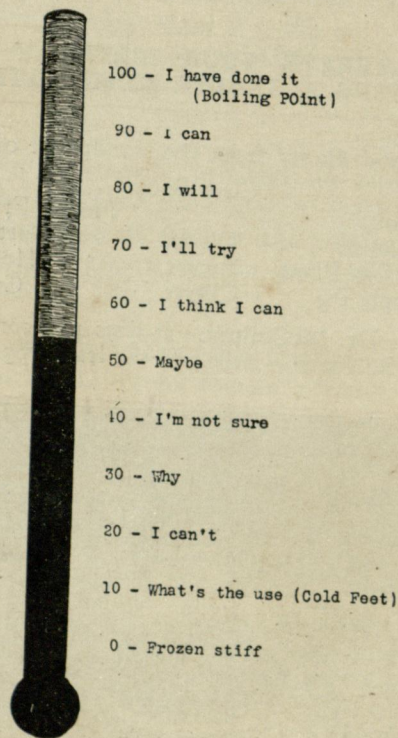 100 - I have done it
(Boiling POint)
90 - I can
80 - I will
70 - I'll try
60 - I think I can
50 - Maybe
40 - I'm not sure
30 - Why
20 - I can't
10 - What's the use (Cold Feet)
0 - Frozen stiff